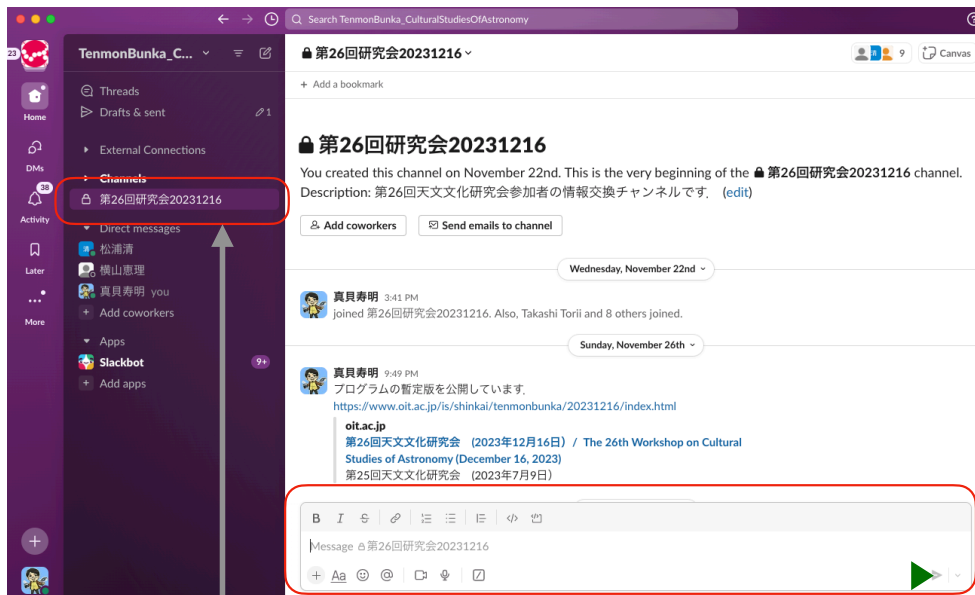 Search TenmonBunka_CulturalStudiesOfAstronomy
23
Home
DMs
38
Activity
Later
More
TenmonBunka_C...
Threads
Drafts & sent
1
External Connections
Channels
第26回研究会20231216
Direct messages
松浦清
横山恵理
真貝寿明 you
Add coworkers
Apps
Slackbot
9+
Add apps
第26回研究会20231216
9
Canvas
Add a bookmark
第26回研究会20231216
You created this channel on November 22nd. This is the very beginning of the 第26回研究会20231216 channel.
Description: 第26回天文文化研究会参加者の情報交換チャンネルです． (edit)
Add coworkers
Send emails to channel
Wednesday, November 22nd
真貝寿明 3:41 PM
joined 第26回研究会20231216. Also, Takashi Torii and 8 others joined.
Sunday, November 26th
真貝寿明 9:49 PM
プログラムの暫定版を公開しています．
https://www.oit.ac.jp/is/shinkai/tenmonbunka/20231216/index.html
oit.ac.jp
第26回天文文化研究会 (2023年12月16日) / The 26th Workshop on Cultural
Studies of Astronomy (December 16, 2023)
第25回天文文化研究会 (2023年7月9日)
B I S
Message 第26回研究会20231216
Aa